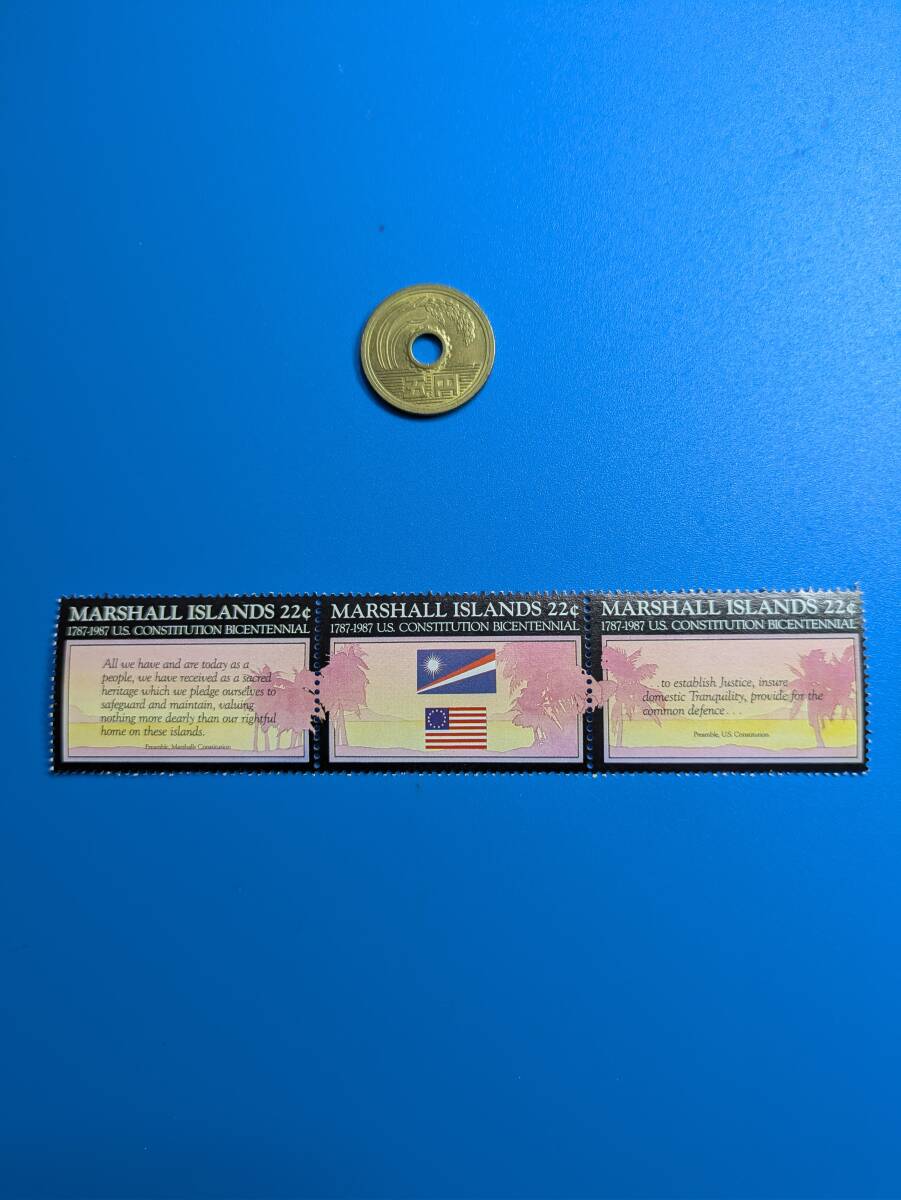 五円
MARSHALL ISLANDS 22¢
1787-1987 U.S. CONSTITUTION BICENTENNIAL
All we have and are today as a
people, we have received as a sacred
heritage which we pledge ourselves to
safeguard and maintain, valuing
nothing more dearly than our rightful
home on these islands.
Preamble, Marshalls Constitution
MARSHALL ISLANDS 22¢
1787-1987 U.S. CONSTITUTION BICENTENNIAL
MARSHALL ISLANDS 22¢
1787-1987 U.S. CONSTITUTION BICENTENNIAL
...to establish Justice, insure
domestic Tranquility, provide for the
common defence...
Preamble, U.S. Constitution